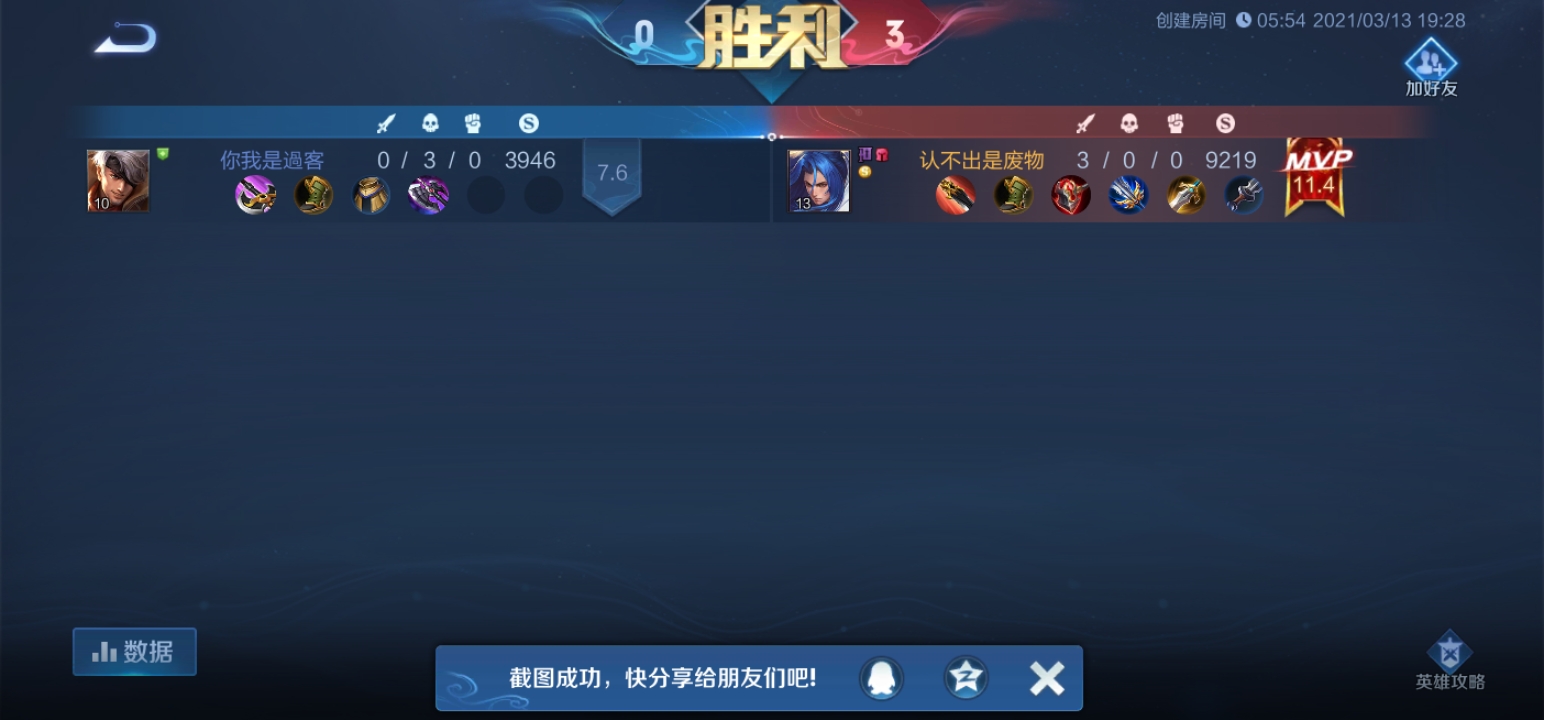 创建房间 05:54 2021/03/13 19:28
0 胜利 3
加好友
S S
你我是過客 0 / 3 / 0 3946 7.6
认不出是废物 3 / 0 / 0 9219 MVP
11.4
10
13
数据
截图成功，快分享给朋友们吧!
英雄攻略